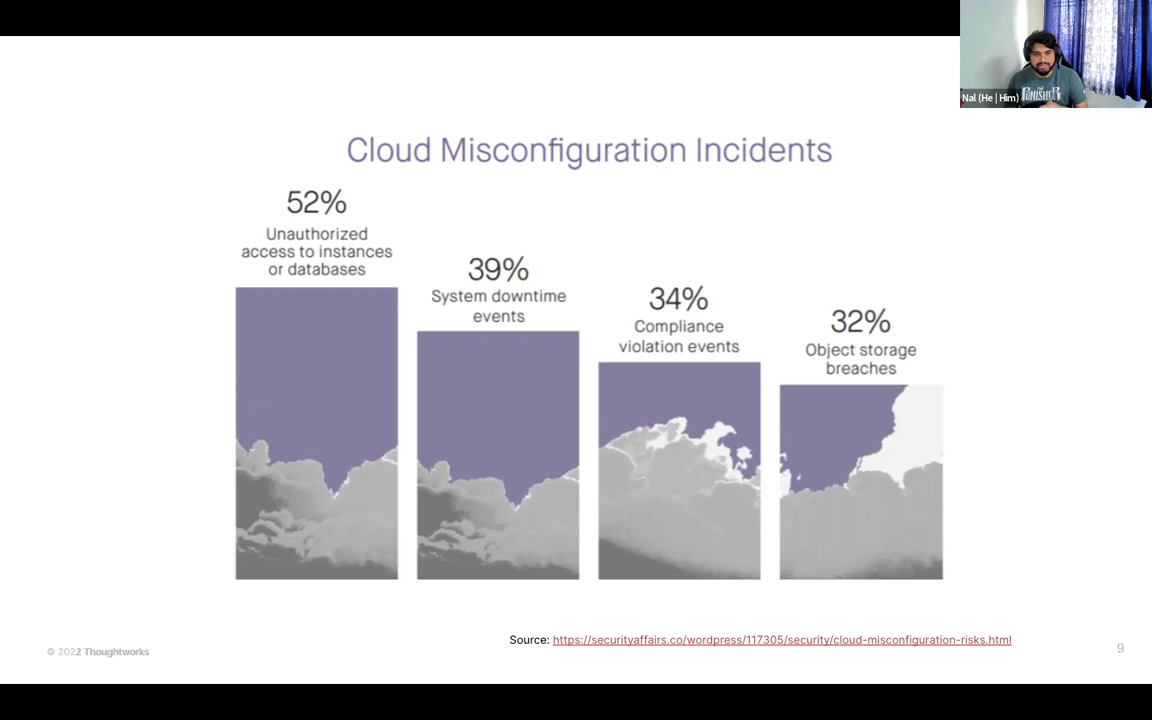 Nal (He | Him)
THE
PUNISHER
Cloud Misconfiguration Incidents
52%
Unauthorized
access to instances
or databases
39%
System downtime
events
34%
Compliance
violation events
32%
Object storage
breaches
Source: https://securityaffairs.co/wordpress/117305/security/cloud-misconfiguration-risks.html
© 2022 Thoughtworks
9